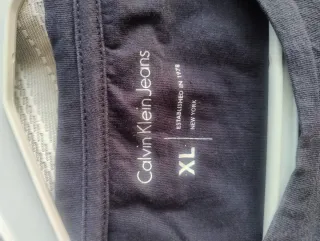 Calvin Klein Jeans
XL
ESTABLISHED IN 1978
NEW YORK